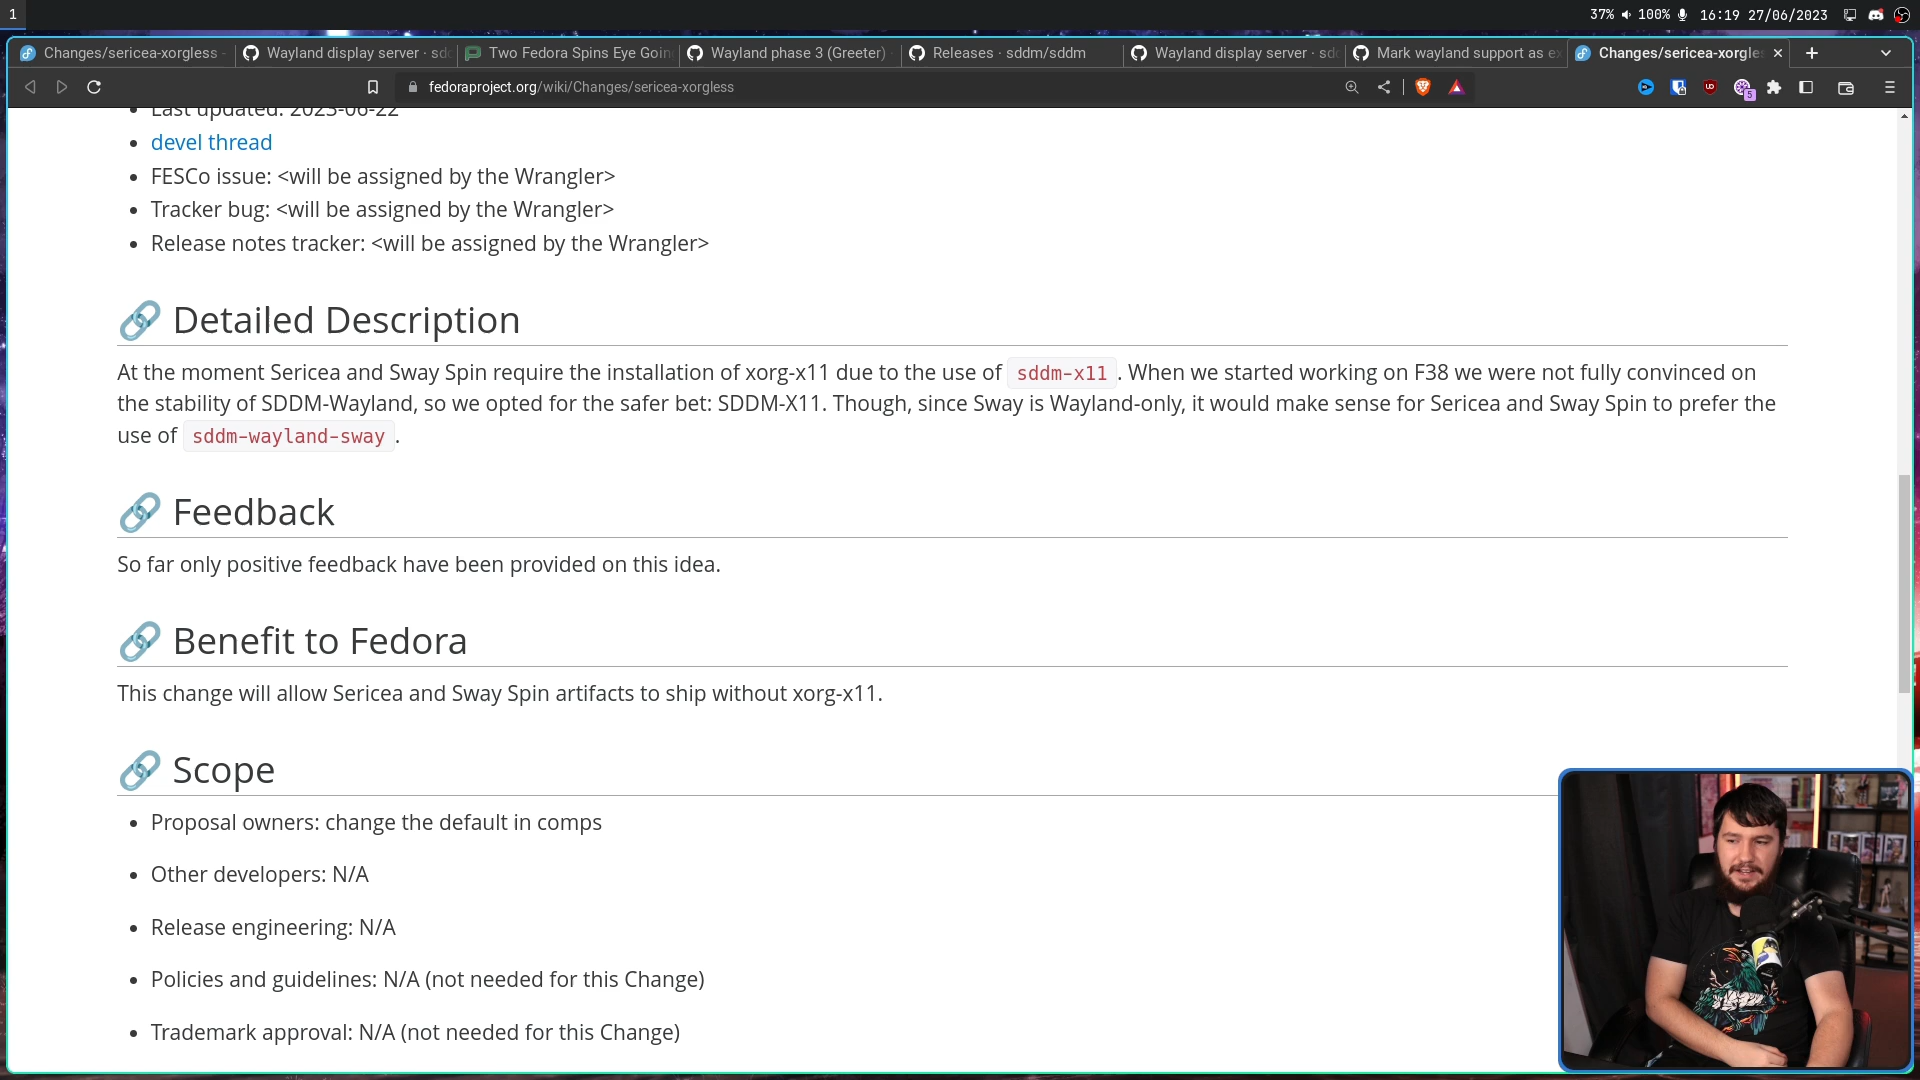 1
37% 100% 16:19 27/06/2023
Changes/sericea-xorgless -
Wayland display server · sdd
Two Fedora Spins Eye Goin
Wayland phase 3 (Greeter)
Releases · sddm/sddm
Wayland display server · sdd
Mark wayland support as ex
Changes/sericea-xorgles
fedoraproject.org/wiki/Changes/sericea-xorgless
5
Last updated: 2023-06-22
devel thread
FESCo issue: <will be assigned by the Wrangler>
Tracker bug: <will be assigned by the Wrangler>
Release notes tracker: <will be assigned by the Wrangler>
Detailed Description
At the moment Sericea and Sway Spin require the installation of xorg-x11 due to the use of sddm-x11 . When we started working on F38 we were not fully convinced on
the stability of SDDM-Wayland, so we opted for the safer bet: SDDM-X11. Though, since Sway is Wayland-only, it would make sense for Sericea and Sway Spin to prefer the
use of sddm-wayland-sway .
Feedback
So far only positive feedback have been provided on this idea.
Benefit to Fedora
This change will allow Sericea and Sway Spin artifacts to ship without xorg-x11.
Scope
Proposal owners: change the default in comps
Other developers: N/A
Release engineering: N/A
Policies and guidelines: N/A (not needed for this Change)
Trademark approval: N/A (not needed for this Change)